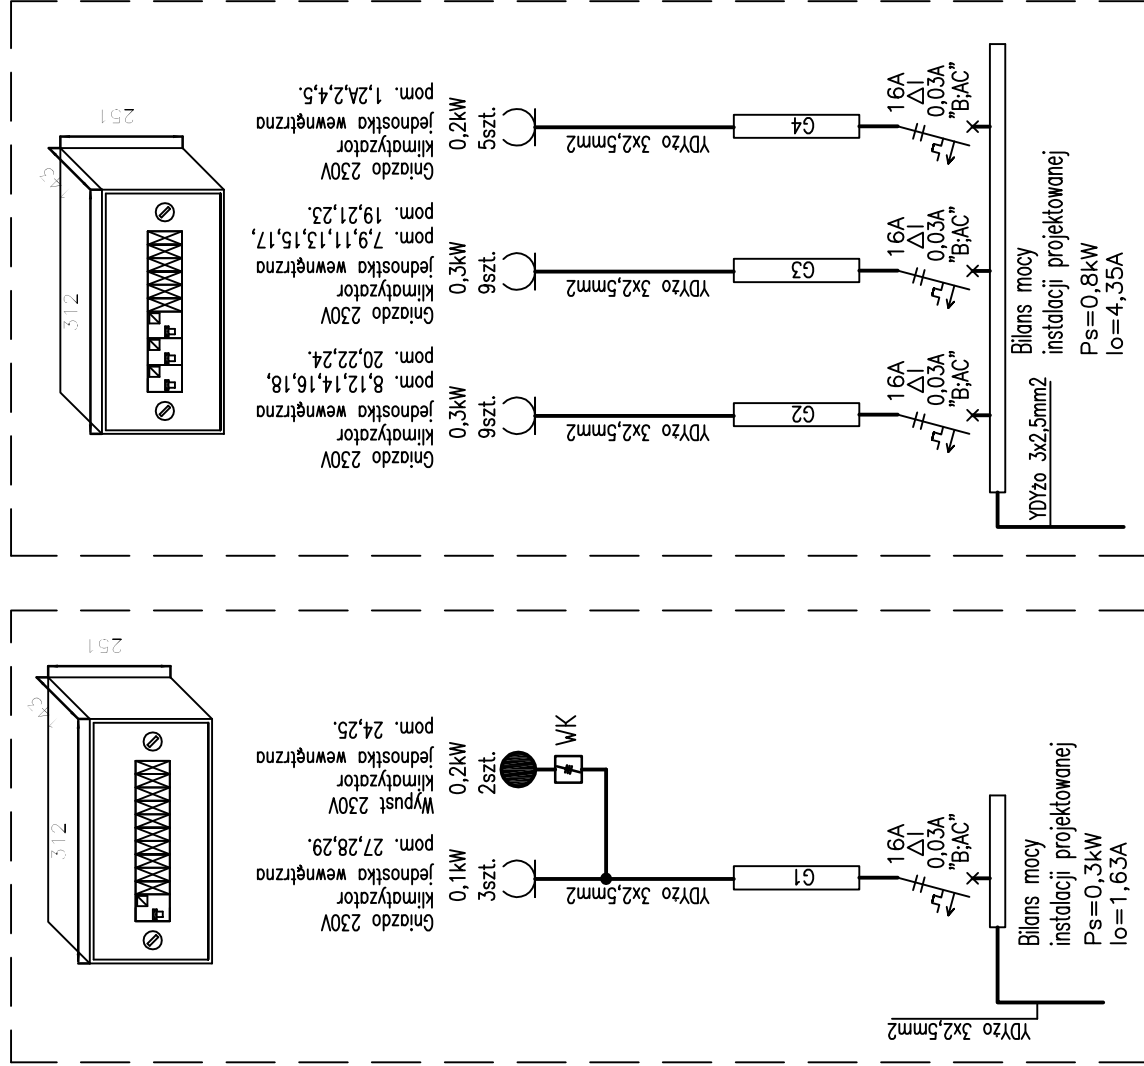 251
143
312
Gniazdo 230V
klimatyzator
jednostka wewnętrzna
pom. 1,2A,2,4,5.
0,2kW
5szt.
YDYżo 3x2,5mm2
G4
16A
ΔI
0,03A
"B;AC"
Gniazdo 230V
klimatyzator
jednostka wewnętrzna
pom. 7,9,11,13,15,17,
19,21,23.
0,3kW
9szt.
YDYżo 3x2,5mm2
G3
16A
ΔI
0,03A
"B;AC"
Gniazdo 230V
klimatyzator
jednostka wewnętrzna
pom. 8,12,14,16,18,
20,22,24.
0,3kW
9szt.
YDYżo 3x2,5mm2
G2
16A
ΔI
0,03A
"B;AC"
Bilans mocy
instalacji projektowanej
Ps=0,8kW
Io=4,35A
YDYżo 3x2,5mm2
251
143
312
Wypust 230V
klimatyzator
jednostka wewnętrzna
pom. 24,25.
0,2kW
2szt.
WK
Gniazdo 230V
klimatyzator
jednostka wewnętrzna
pom. 27,28,29.
0,1kW
3szt.
YDYżo 3x2,5mm2
G1
16A
ΔI
0,03A
"B;AC"
Bilans mocy
instalacji projektowanej
Ps=0,3kW
Io=1,63A
YDYżo 3x2,5mm2